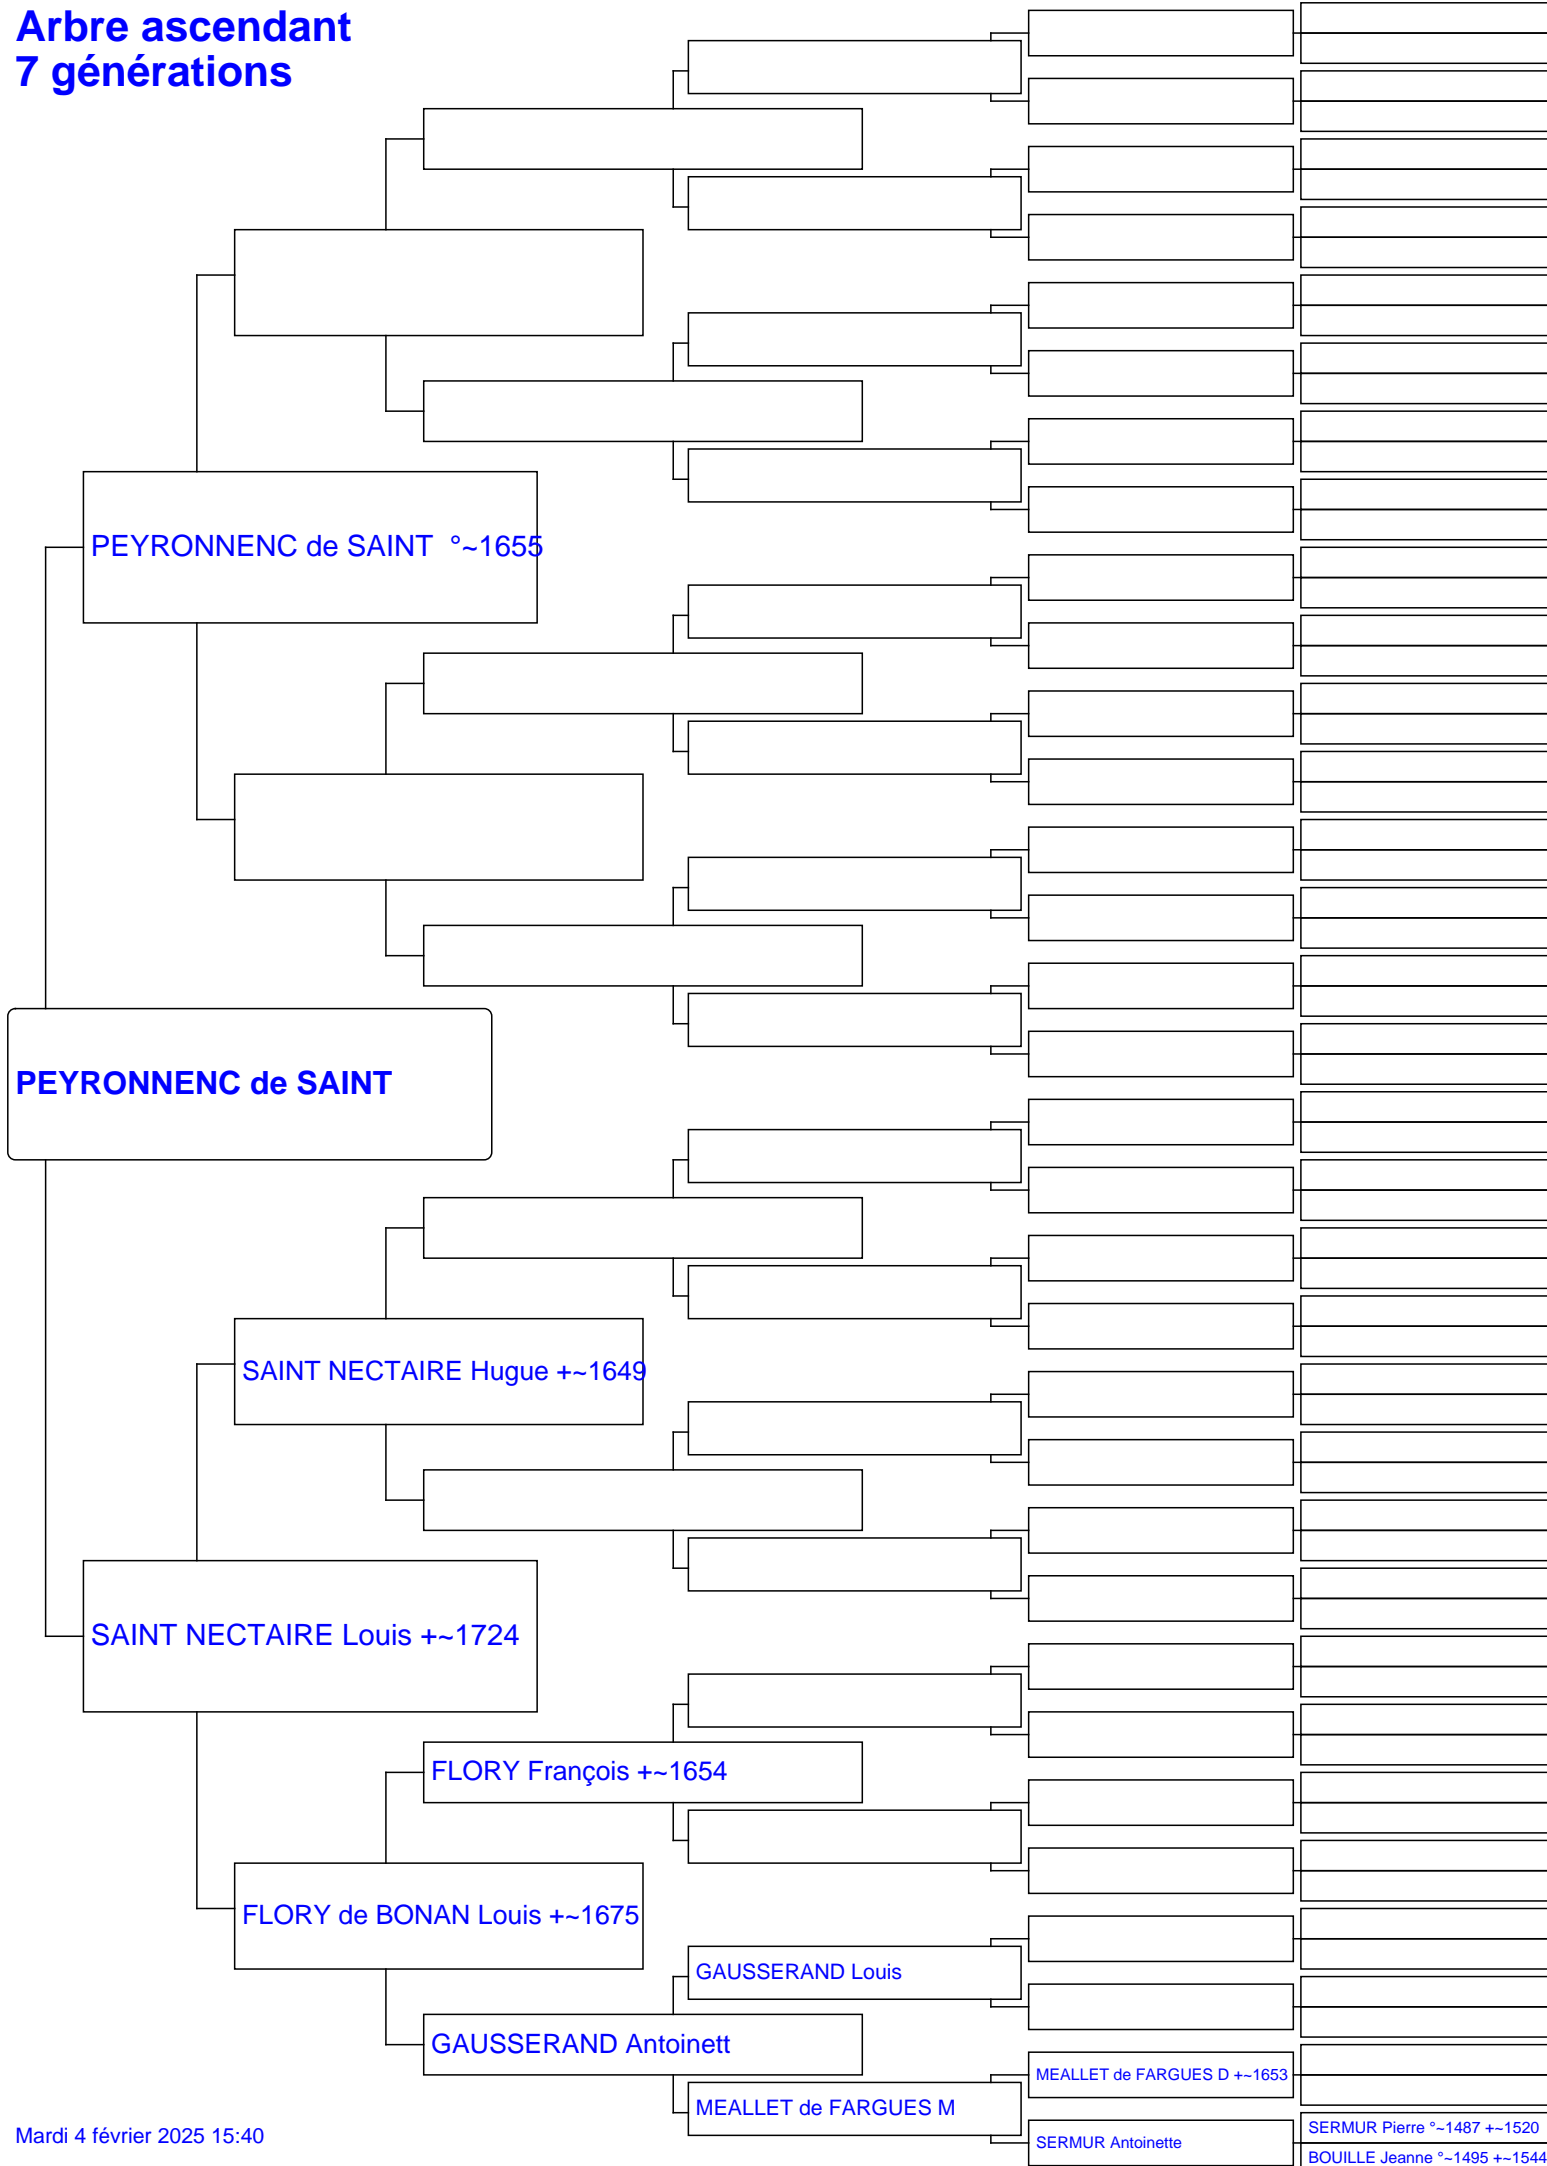 Arbre ascendant
7 générations
PEYRONNENC de SAINT  °~1655
PEYRONNENC de SAINT
SAINT NECTAIRE Hugue +~1649
SAINT NECTAIRE Louis +~1724
FLORY François +~1654
FLORY de BONAN Louis +~1675
GAUSSERAND Louis
GAUSSERAND Antoinett
MEALLET de FARGUES D +~1653
MEALLET de FARGUES M
SERMUR Pierre °~1487 +~1520
SERMUR Antoinette
BOUILLE Jeanne °~1495 +~1544
Mardi 4 février 2025 15:40